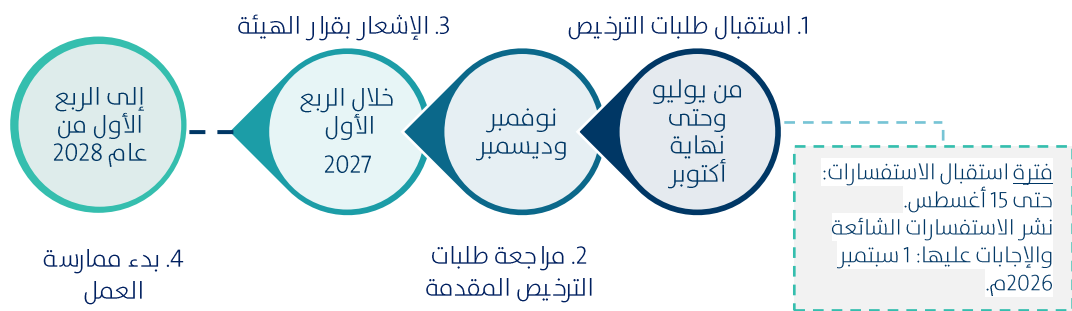 1. استقبال طلبات الترخيص
من يوليو
وحتى
نهاية
أكتوبر
فترة استقبال الاستفسارات:
حتى 15 أغسطس.
نشر الاستفسارات الشائعة
والإجابات عليها: 1 سبتمبر
2026م.
نوفمبر
وديسمبر
2. مراجعة طلبات
الترخيص المقدمة
3. الإشعار بقرار الهيئة
خلال الربع
الأول
2027
إلى الربع
الأول من
عام 2028
4. بدء ممارسة
العمل